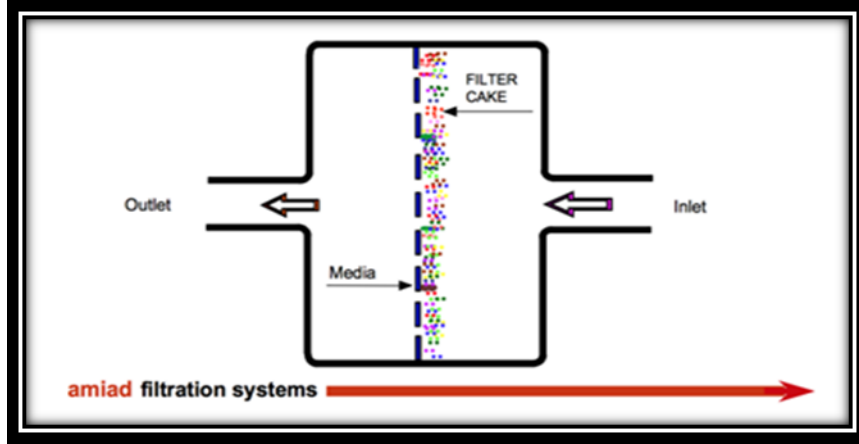 FILTER
CAKE
Outlet
Inlet
Media
amiad filtration systems